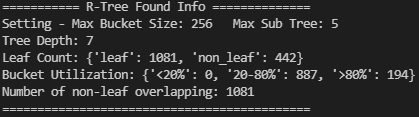 =========== R-Tree Found Info ==============
Setting - Max Bucket Size: 256   Max Sub Tree: 5
Tree Depth: 7
Leaf Count: {'leaf': 1081, 'non_leaf': 442}
Bucket Utilization: {'<20%': 0, '20-80%': 887, '>80%': 194}
Number of non-leaf overlapping: 1081
============================================